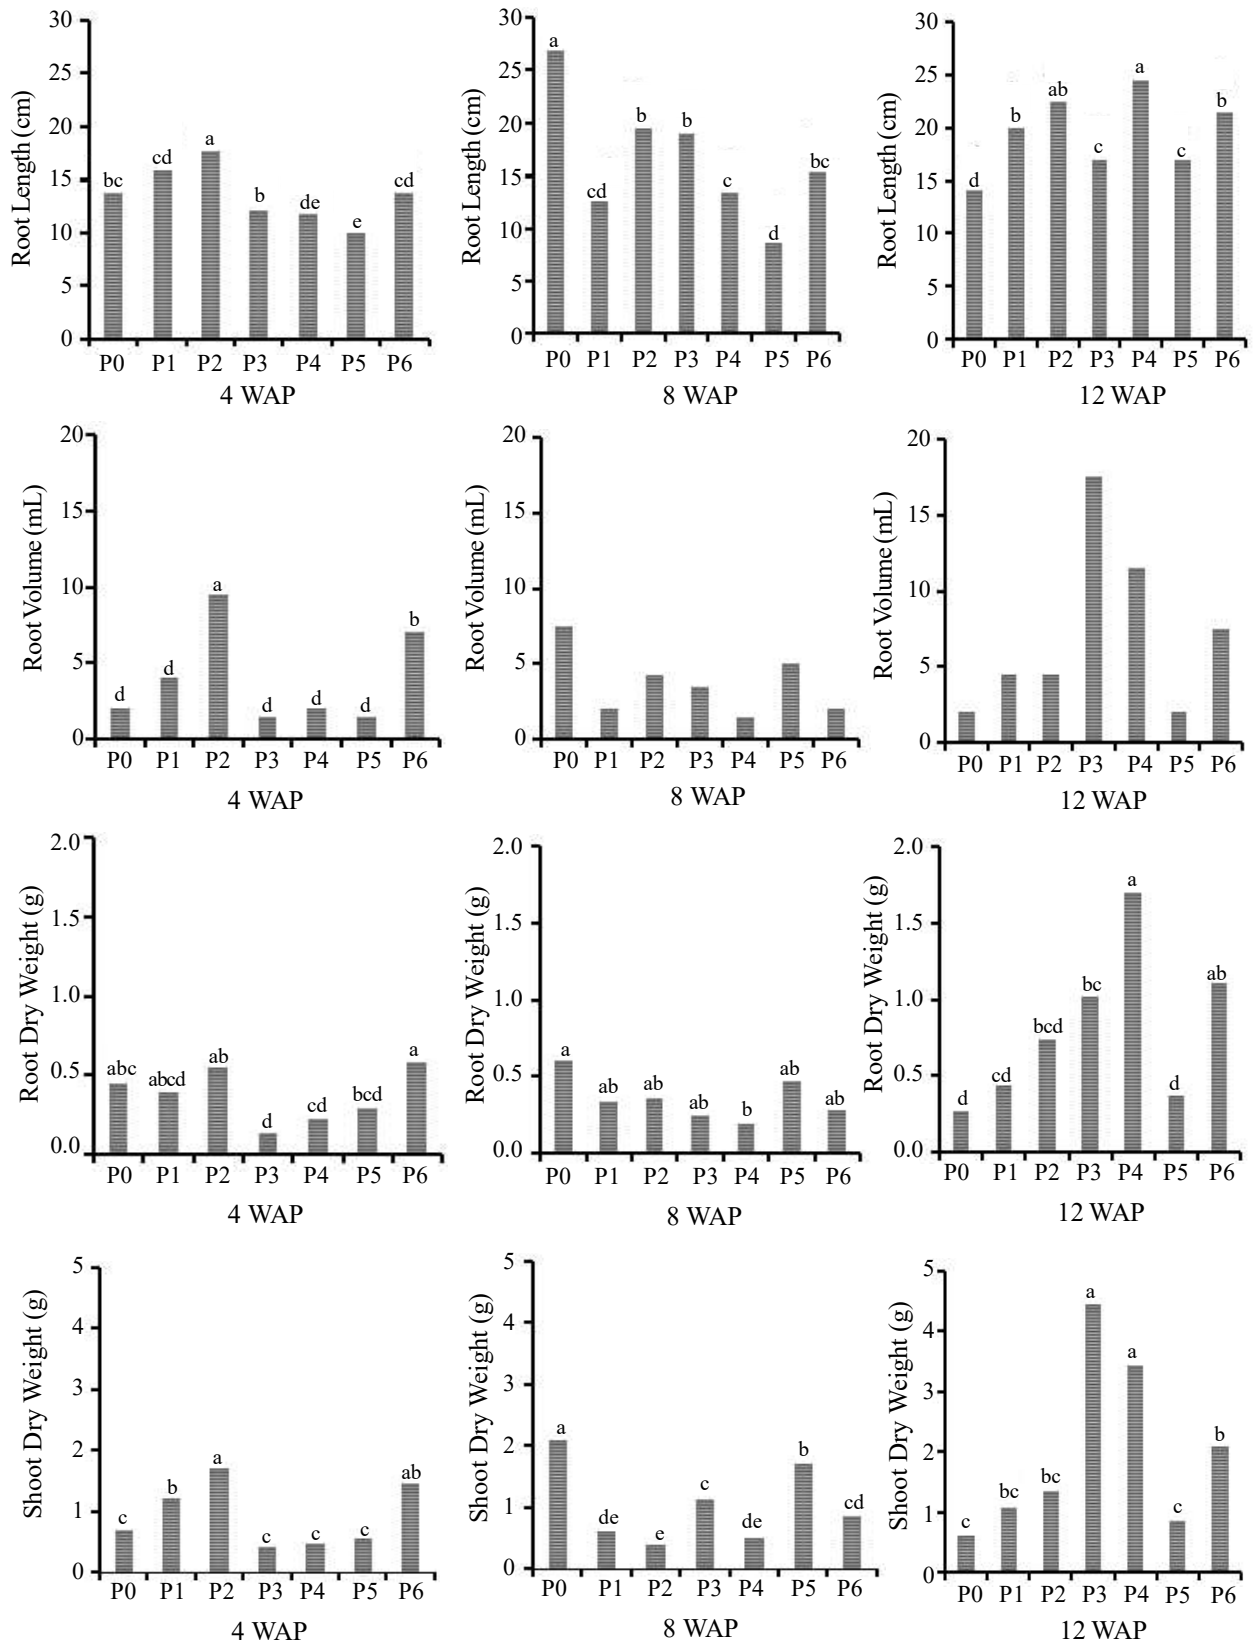 30
25
20
15
10
5
0
Root Length (cm)
bc
cd
a
b
de
e
cd
P0 P1 P2 P3 P4 P5 P6
4 WAP
30
25
20
15
10
5
0
Root Length (cm)
a
cd
b
b
c
d
bc
P0 P1 P2 P3 P4 P5 P6
8 WAP
30
25
20
15
10
5
0
Root Length (cm)
d
b
ab
c
a
c
b
P0 P1 P2 P3 P4 P5 P6
12 WAP
20
15
10
5
0
Root Volume (mL)
d
d
a
d
d
d
b
P0 P1 P2 P3 P4 P5 P6
4 WAP
20
15
10
5
0
Root Volume (mL)
P0 P1 P2 P3 P4 P5 P6
8 WAP
20
15
10
5
0
Root Volume (mL)
P0 P1 P2 P3 P4 P5 P6
12 WAP
2.0
1.5
1.0
0.5
0.0
Root Dry Weight (g)
abc
abcd
ab
d
cd
bcd
a
P0 P1 P2 P3 P4 P5 P6
4 WAP
2.0
1.5
1.0
0.5
0.0
Root Dry Weight (g)
a
ab
ab
ab
b
ab
ab
P0 P1 P2 P3 P4 P5 P6
8 WAP
2.0
1.5
1.0
0.5
0.0
Root Dry Weight (g)
d
cd
bcd
bc
a
d
ab
P0 P1 P2 P3 P4 P5 P6
12 WAP
5
4
3
2
1
0
Shoot Dry Weight (g)
c
b
a
c
c
c
ab
P0 P1 P2 P3 P4 P5 P6
4 WAP
5
4
3
2
1
0
Shoot Dry Weight (g)
a
de
e
c
de
b
cd
P0 P1 P2 P3 P4 P5 P6
8 WAP
5
4
3
2
1
0
Shoot Dry Weight (g)
c
bc
bc
a
a
c
b
P0 P1 P2 P3 P4 P5 P6
12 WAP